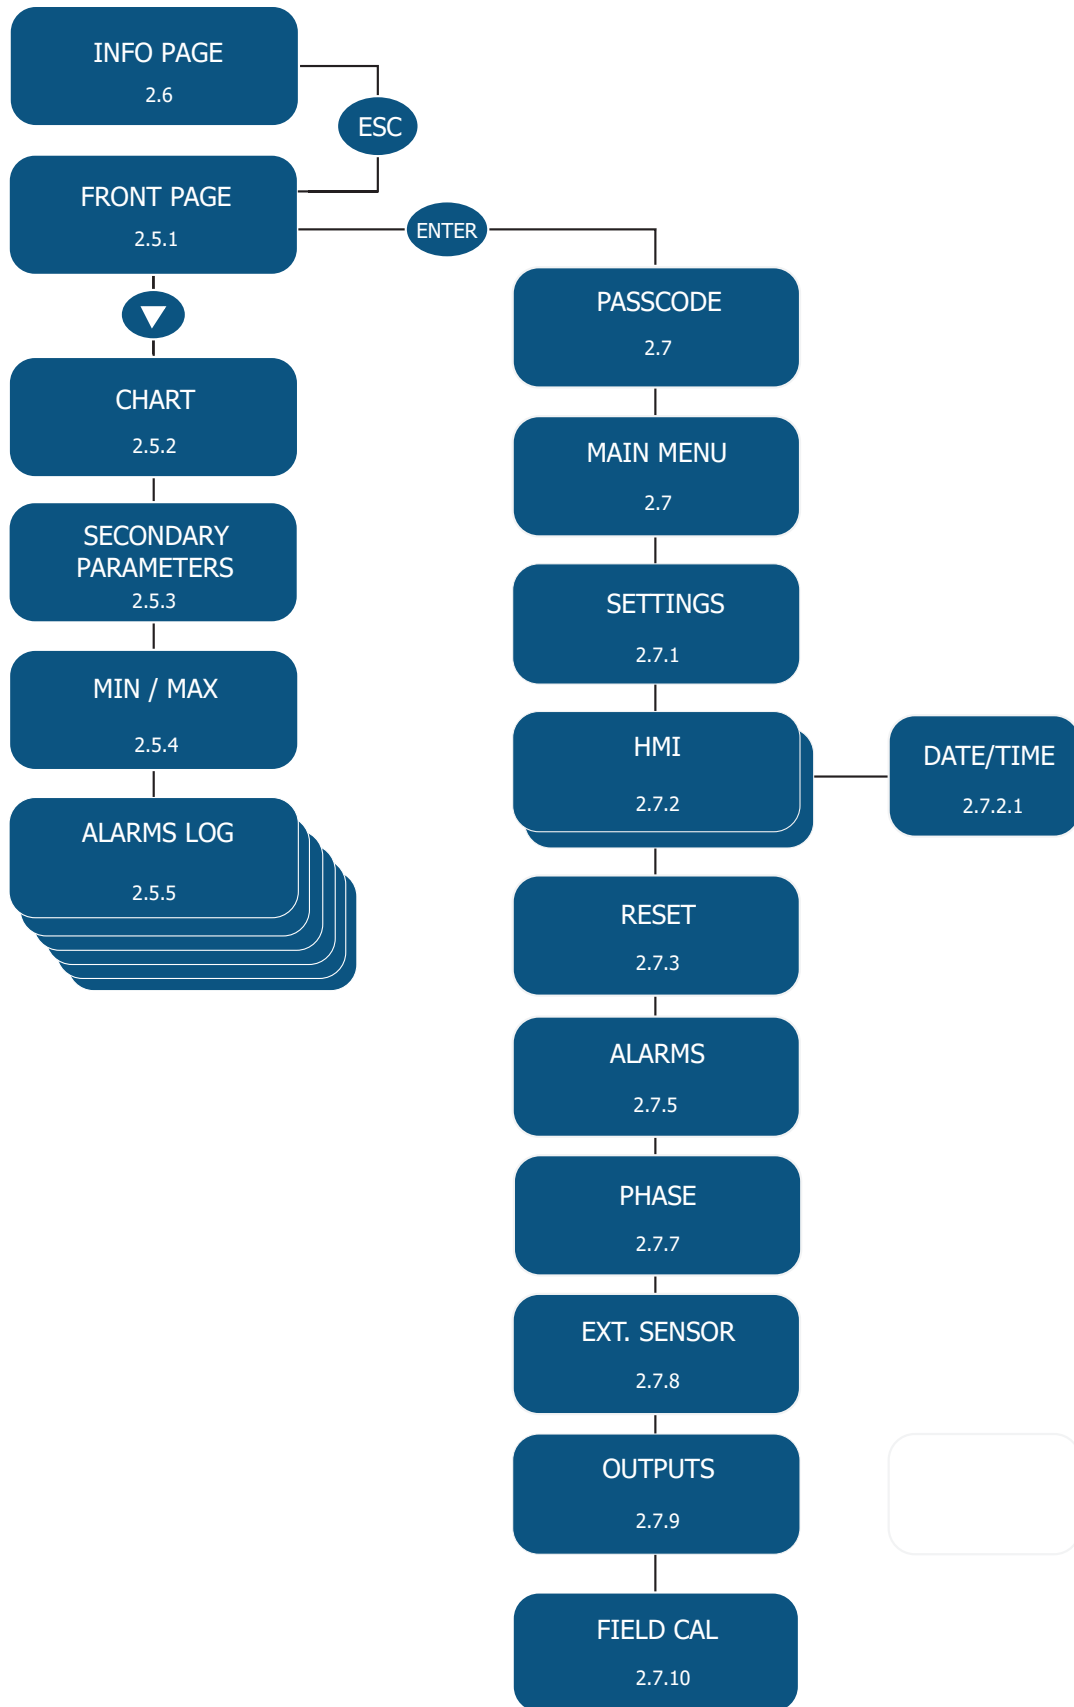 INFO PAGE
2.6
ESC
FRONT PAGE
2.5.1
ENTER
PASSCODE
2.7
CHART
2.5.2
MAIN MENU
2.7
SECONDARY
PARAMETERS
2.5.3
SETTINGS
2.7.1
MIN / MAX
2.5.4
HMI
2.7.2
DATE/TIME
2.7.2.1
ALARMS LOG
2.5.5
RESET
2.7.3
ALARMS
2.7.5
PHASE
2.7.7
EXT. SENSOR
2.7.8
OUTPUTS
2.7.9
FIELD CAL
2.7.10